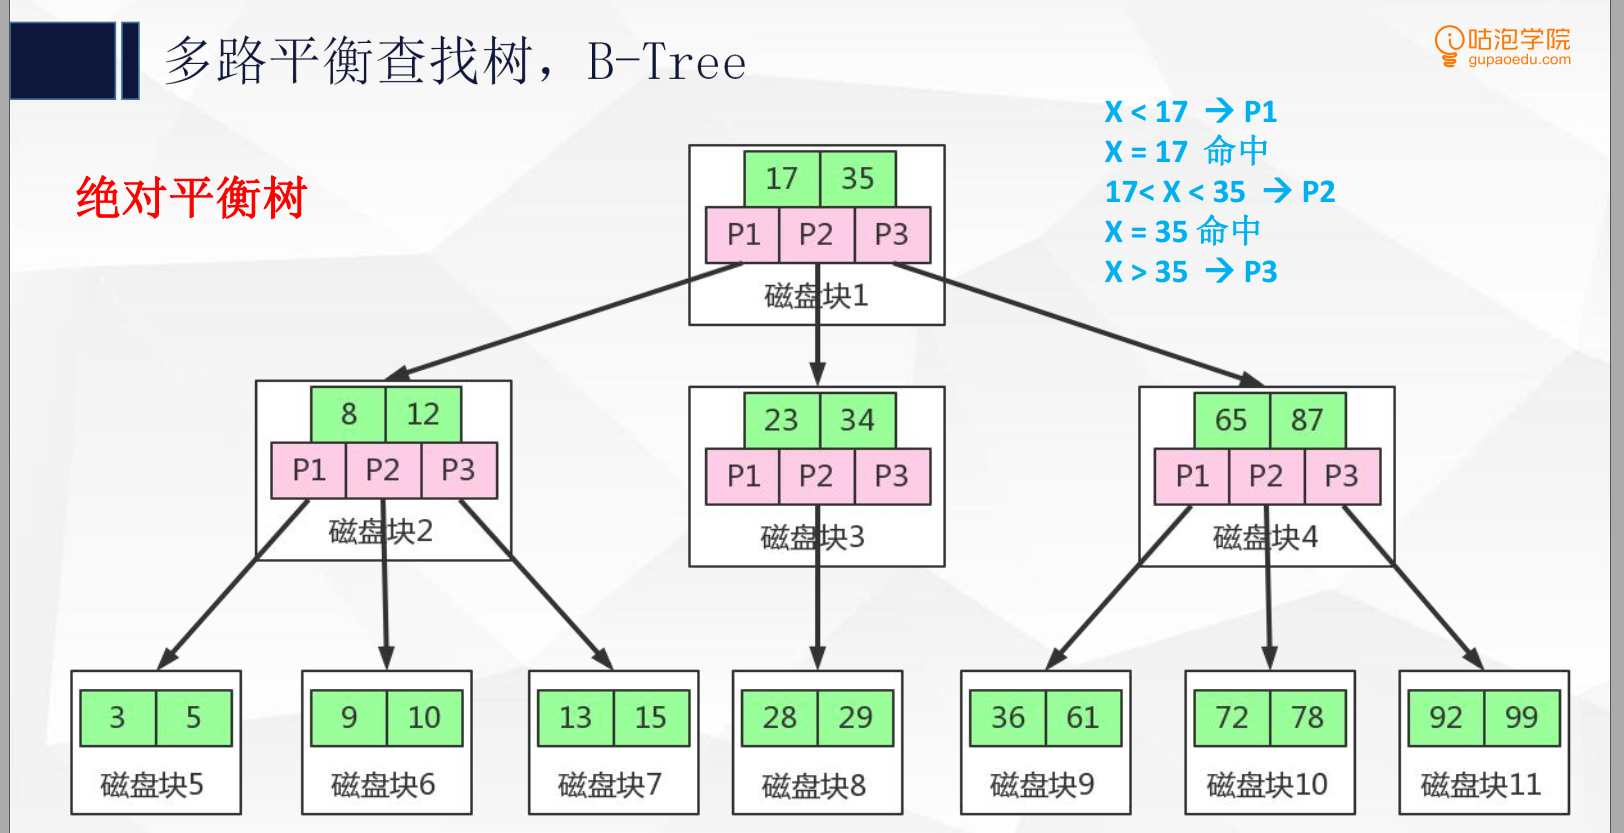 多路平衡查找树，B-Tree
咕泡学院
gupaoedu.com
绝对平衡树
X < 17 → P1
X = 17 命中
17< X < 35 → P2
X = 35 命中
X > 35 → P3
17 35
P1 P2 P3
磁盘块1
8 12
P1 P2 P3
磁盘块2
23 34
P1 P2 P3
磁盘块3
65 87
P1 P2 P3
磁盘块4
3 5
磁盘块5
9 10
磁盘块6
13 15
磁盘块7
28 29
磁盘块8
36 61
磁盘块9
72 78
磁盘块10
92 99
磁盘块11